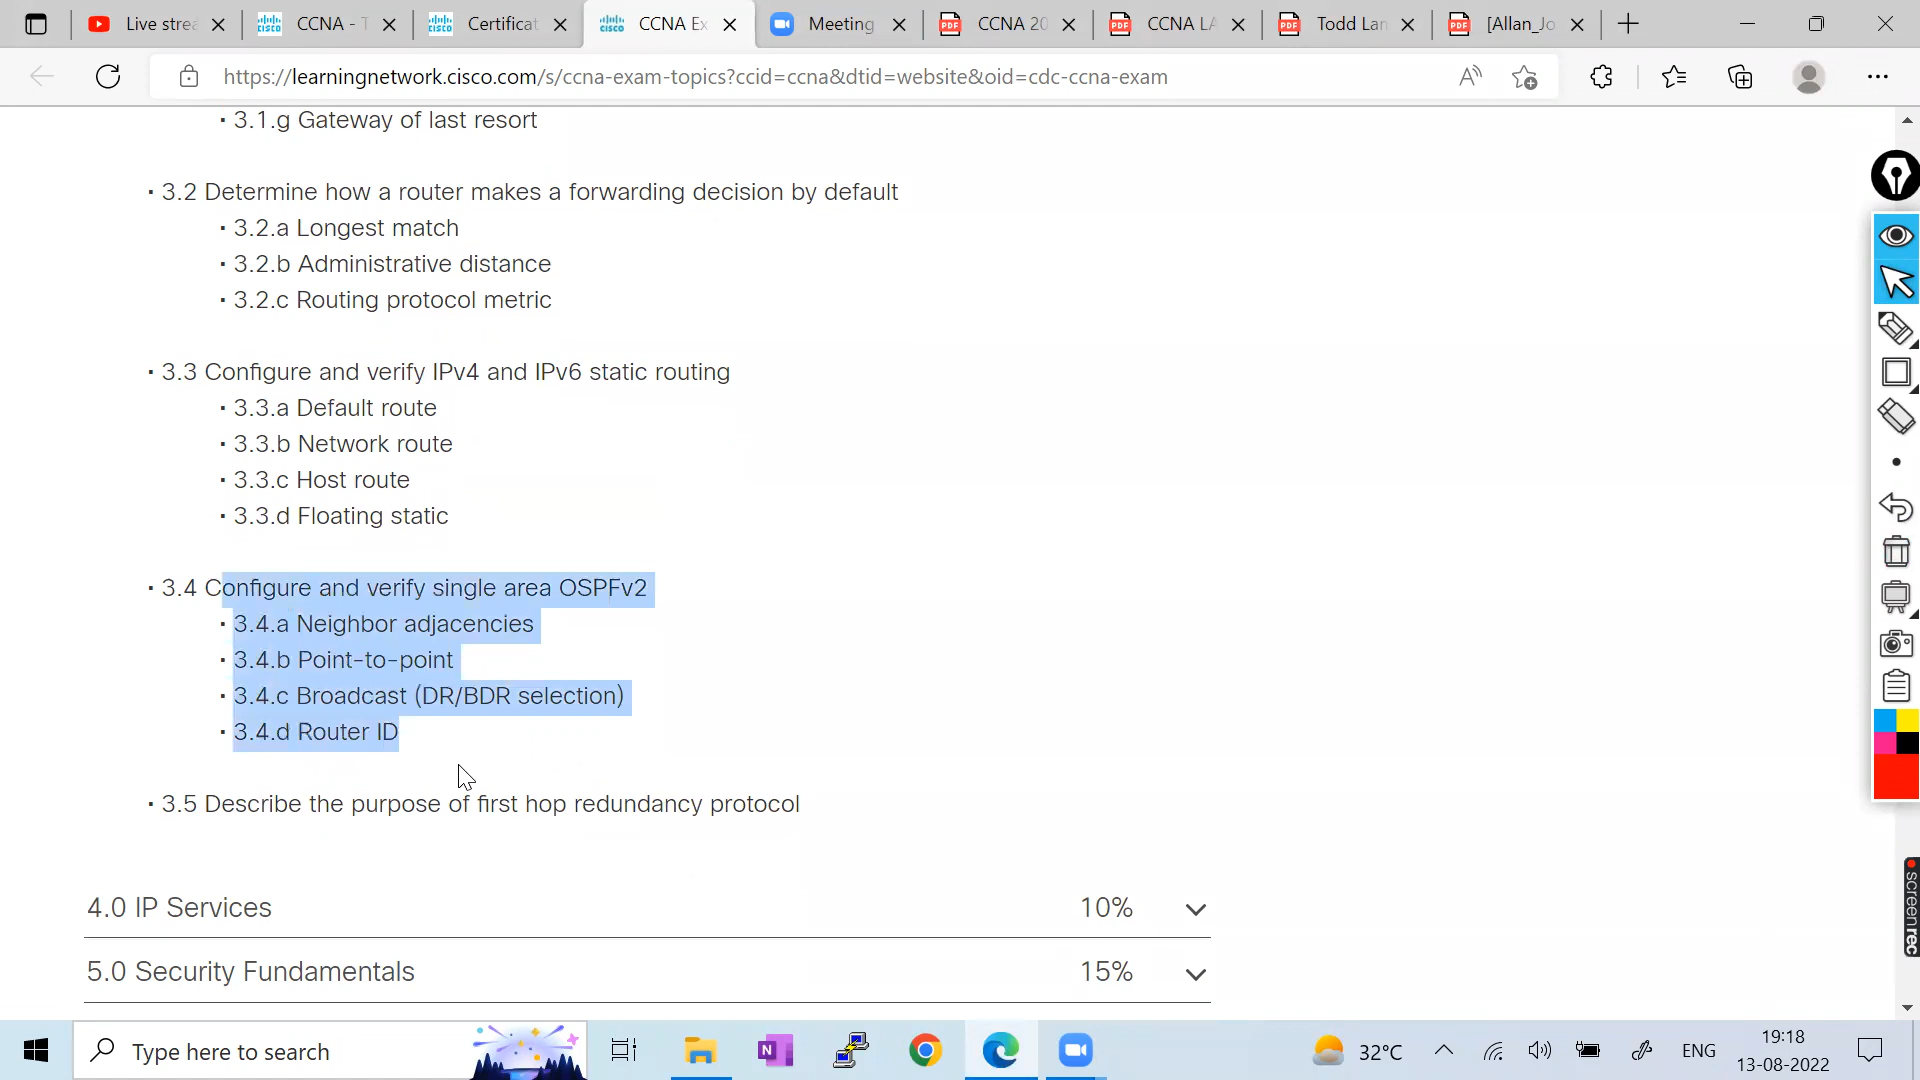 Live strea
CCNA - T
Certificat
CCNA Ex
Meeting
CCNA 20
CCNA LA
Todd Lan
[Allan_Jo
https://learningnetwork.cisco.com/s/ccna-exam-topics?ccid=ccna&dtid=website&oid=cdc-ccna-exam
• 3.1.g Gateway of last resort
• 3.2 Determine how a router makes a forwarding decision by default
• 3.2.a Longest match
• 3.2.b Administrative distance
• 3.2.c Routing protocol metric
• 3.3 Configure and verify IPv4 and IPv6 static routing
• 3.3.a Default route
• 3.3.b Network route
• 3.3.c Host route
• 3.3.d Floating static
• 3.4 Configure and verify single area OSPFv2
• 3.4.a Neighbor adjacencies
• 3.4.b Point-to-point
• 3.4.c Broadcast (DR/BDR selection)
• 3.4.d Router ID
• 3.5 Describe the purpose of first hop redundancy protocol
4.0 IP Services 10%
5.0 Security Fundamentals 15%
screenrec
Type here to search
32°C
ENG
19:18
13-08-2022